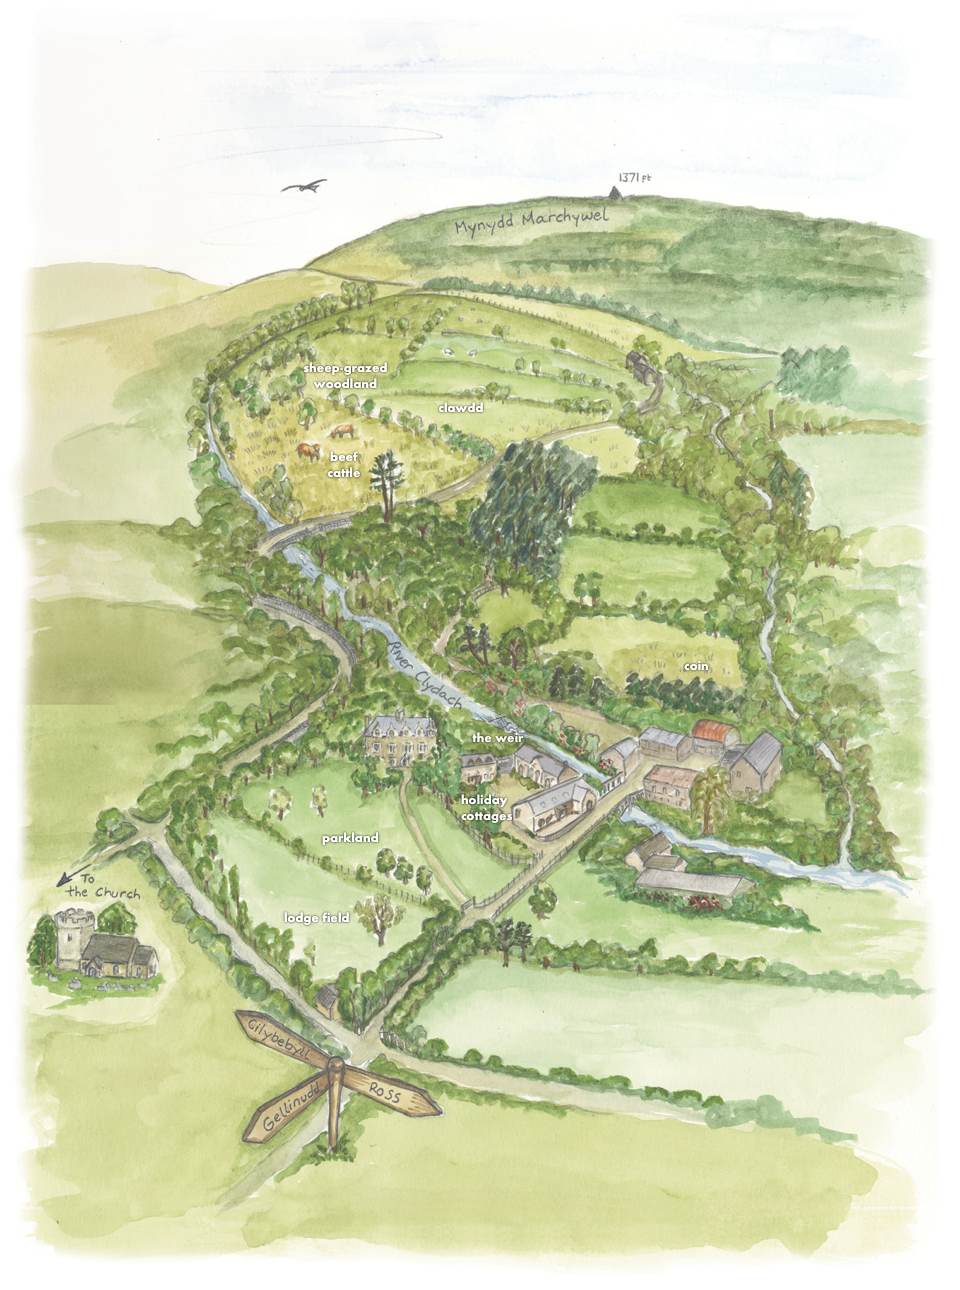 1371 ft
Mynydd Marchywel
sheep-grazed
woodland
clawdd
beef
cattle
River Clydach
coin
the weir
holiday
cottages
parkland
To
the Church
lodge field
Cilybebyll
Gellinudd
Ross